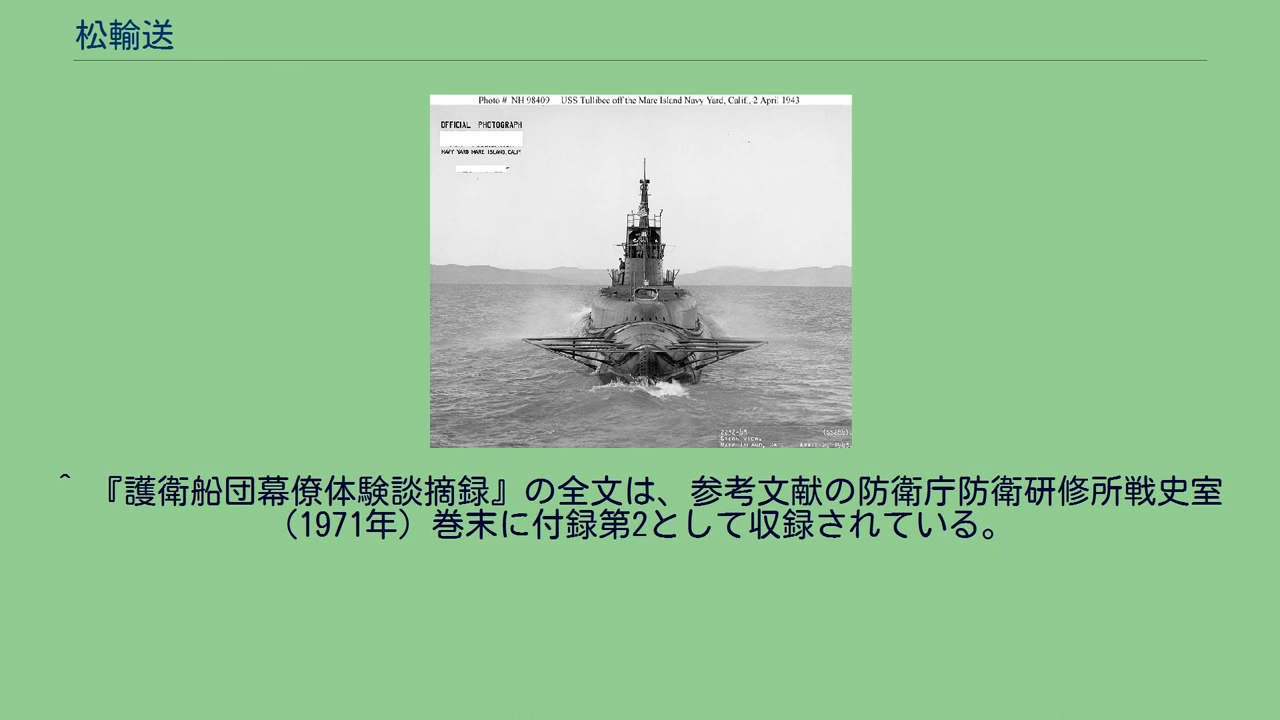 松輸送
Photo # NH 98409 USS Tullibee off the Mare Island Navy Yard, Calif., 2 April 1943
OFFICIAL PHOTOGRAPH
NAVY YARD MARE ISLAND, CALIF.
^ 『護衛船団幕僚体験談摘録』の全文は、参考文献の防衛庁防衛研修所戦史室
（1971年）巻末に付録第2として収録されている。